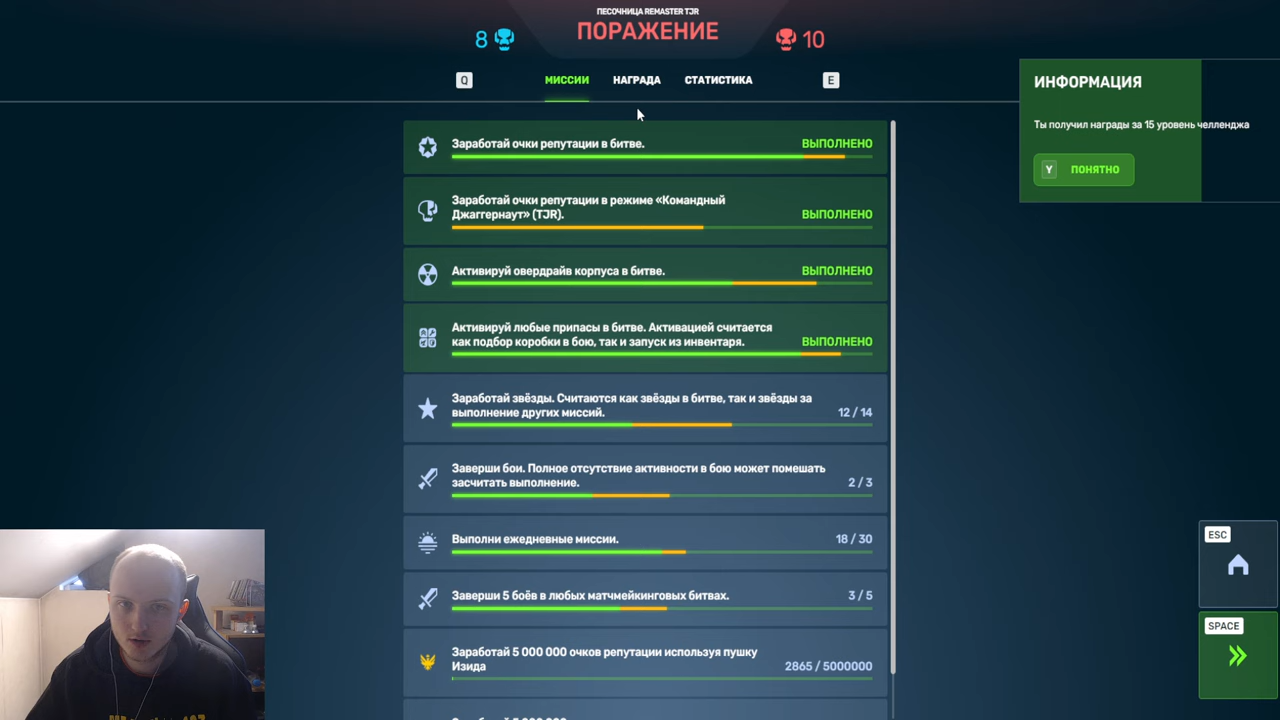 ПЕСОЧНИЦА REMASTER TJR
ПОРАЖЕНИЕ
8
10
Q
МИССИИ
НАГРАДА
СТАТИСТИКА
E
ИНФОРМАЦИЯ
Ты получил награды за 15 уровень челленджа
Y ПОНЯТНО
Заработай очки репутации в битве.
ВЫПОЛНЕНО
Заработай очки репутации в режиме «Командный
Джаггернаут» (TJR).
ВЫПОЛНЕНО
Активируй овердрайв корпуса в битве.
ВЫПОЛНЕНО
Активируй любые припасы в битве. Активацией считается
как подбор коробки в бою, так и запуск из инвентаря.
ВЫПОЛНЕНО
Заработай звёзды. Считаются как звёзды в битве, так и звёзды за
выполнение других миссий.
12 / 14
Заверши бои. Полное отсутствие активности в бою может помешать
засчитать выполнение.
2 / 3
Выполни ежедневные миссии.
18 / 30
Заверши 5 боёв в любых матчмейкинговых битвах.
3 / 5
Заработай 5 000 000 очков репутации используя пушку
Изида
2865 / 5000000
ESC
SPACE